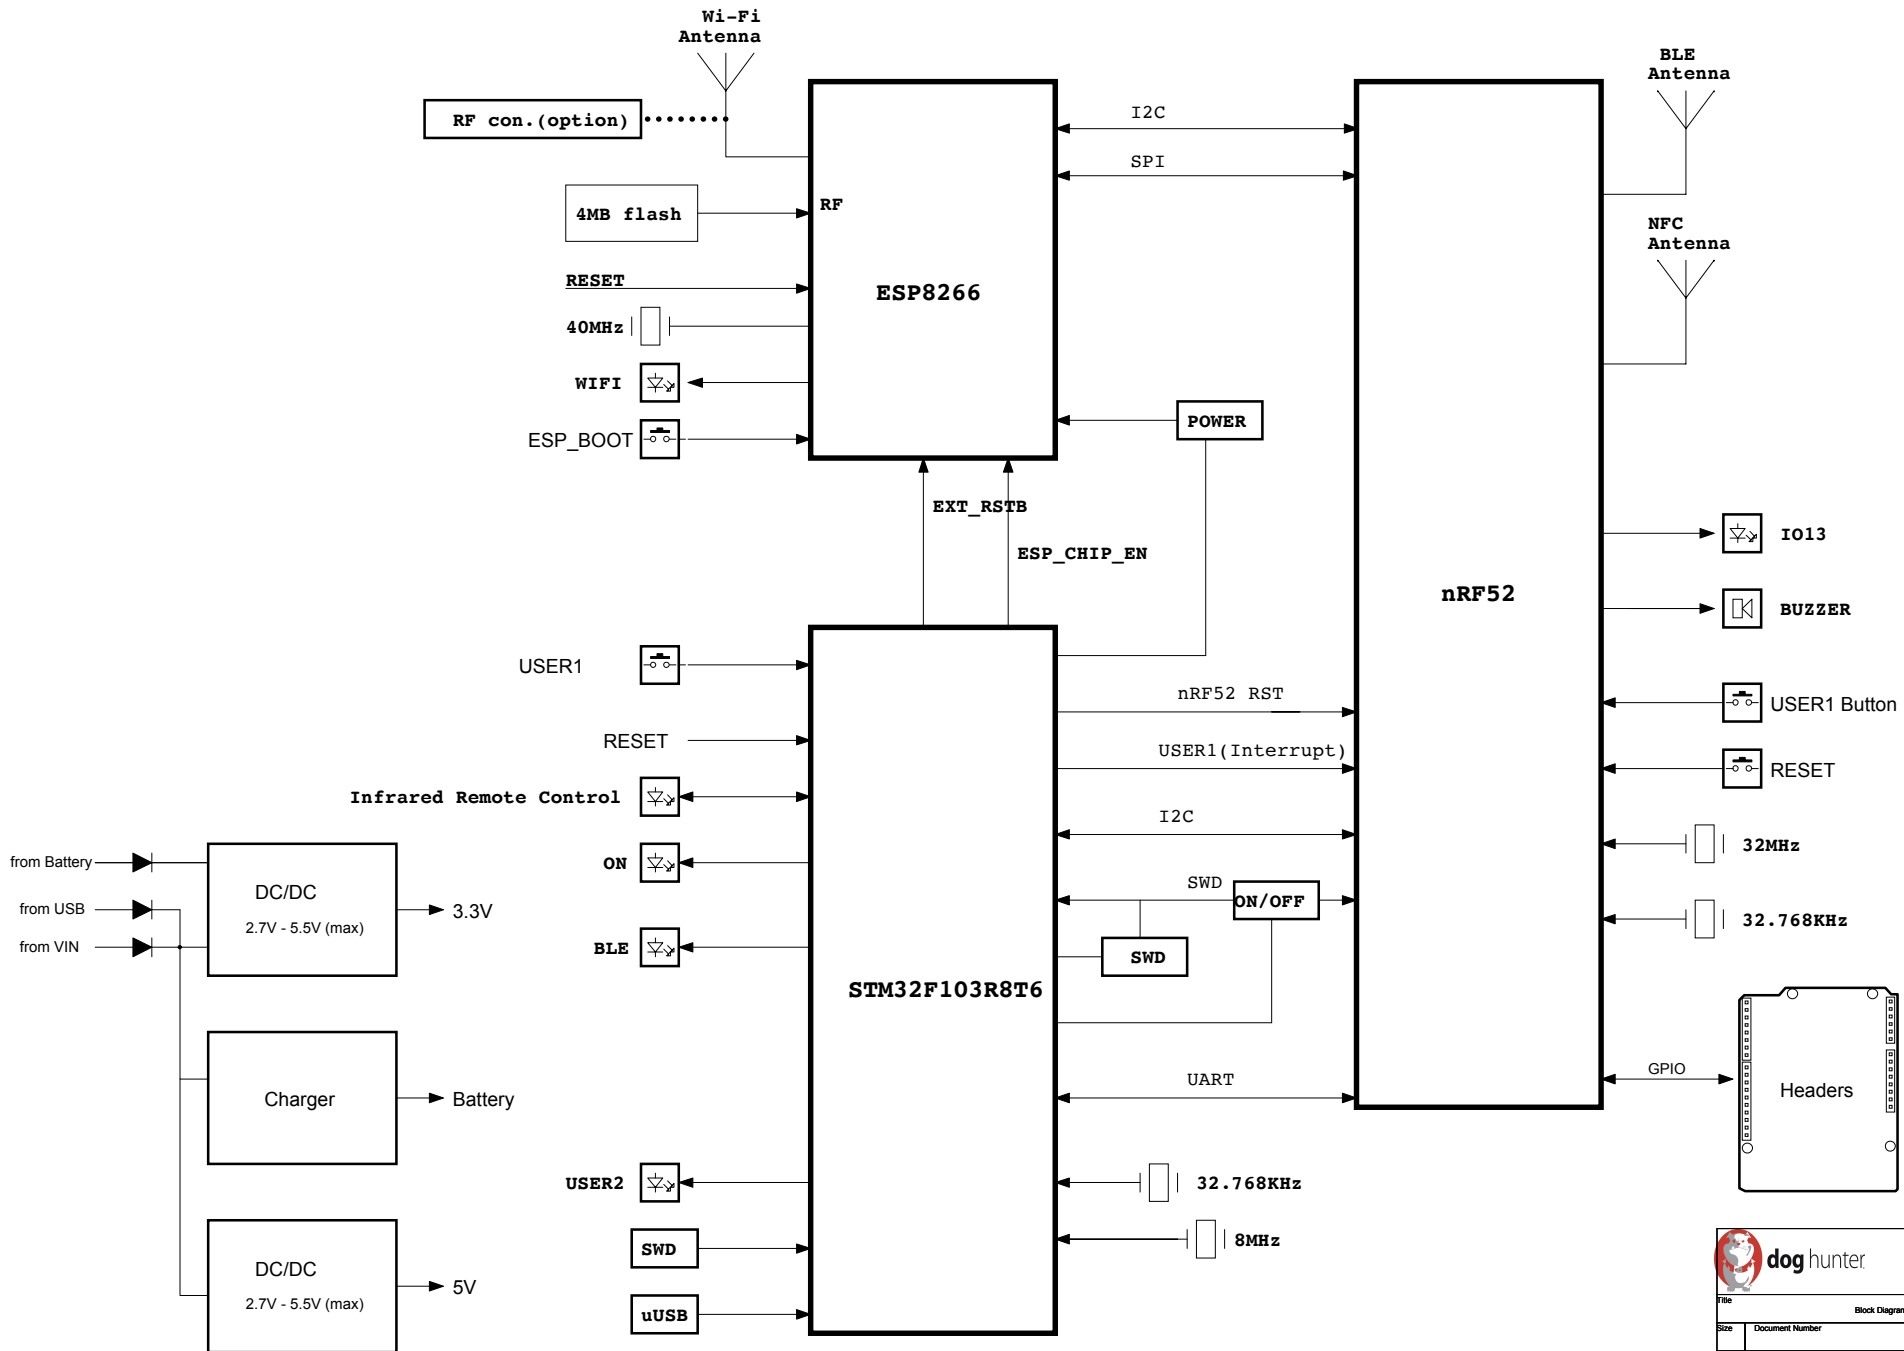 Wi-Fi
Antenna
RF con.(option)
4MB flash
RF
RESET
40MHz
WIFI
ESP_BOOT
ESP8266
I2C
SPI
BLE
Antenna
NFC
Antenna
POWER
EXT_RSTB
ESP_CHIP_EN
nRF52
IO13
BUZZER
USER1 Button
RESET
32MHz
32.768KHz
GPIO
Headers
USER1
RESET
Infrared Remote Control
ON
BLE
STM32F103R8T6
nRF52 RST
USER1(Interrupt)
I2C
SWD
ON/OFF
SWD
UART
32.768KHz
8MHz
USER2
SWD
uUSB
from Battery
from USB
from VIN
DC/DC
2.7V - 5.5V (max)
3.3V
Charger
Battery
DC/DC
2.7V - 5.5V (max)
5V
dog hunter
Title
Block Diagram
Size
Document Number